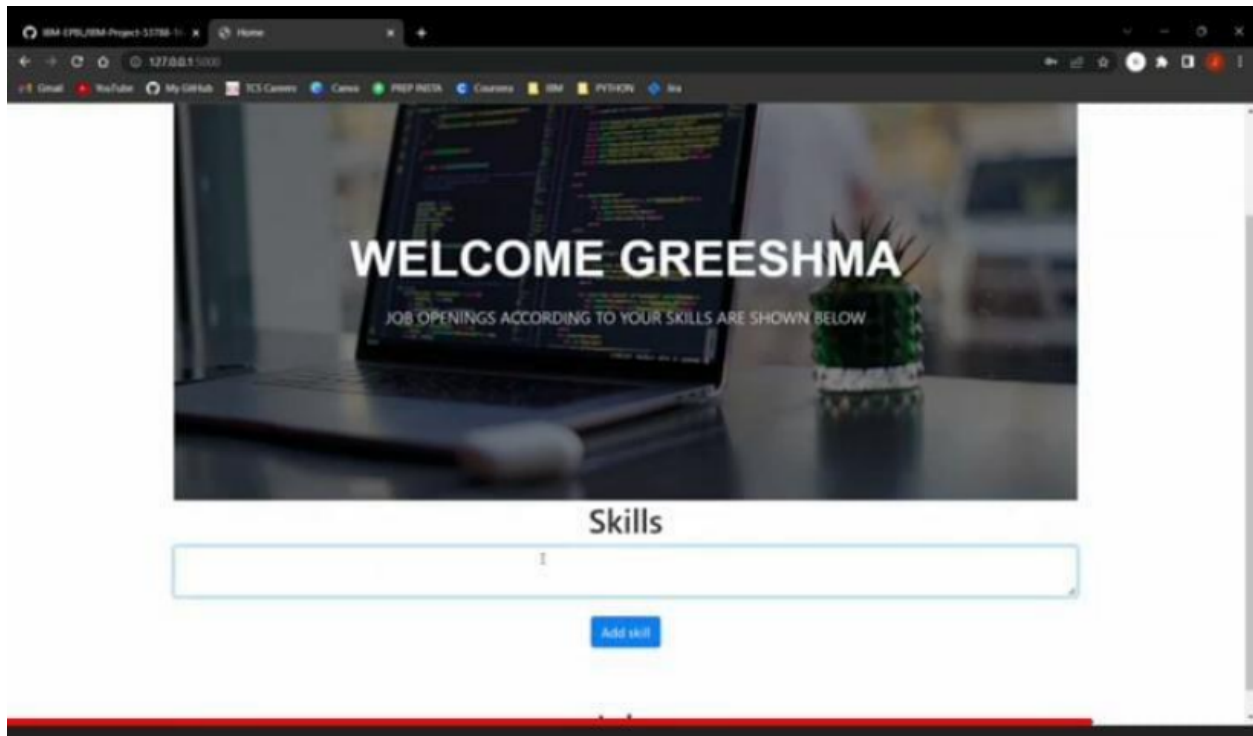 Home
127.0.0.1:5000
Gmail YouTube My GitHub TCS Careers Canva PREP INSTA Coursera IBM PYTHON Jira
WELCOME GREESHMA
JOB OPENINGS ACCORDING TO YOUR SKILLS ARE SHOWN BELOW
Skills
Add skill